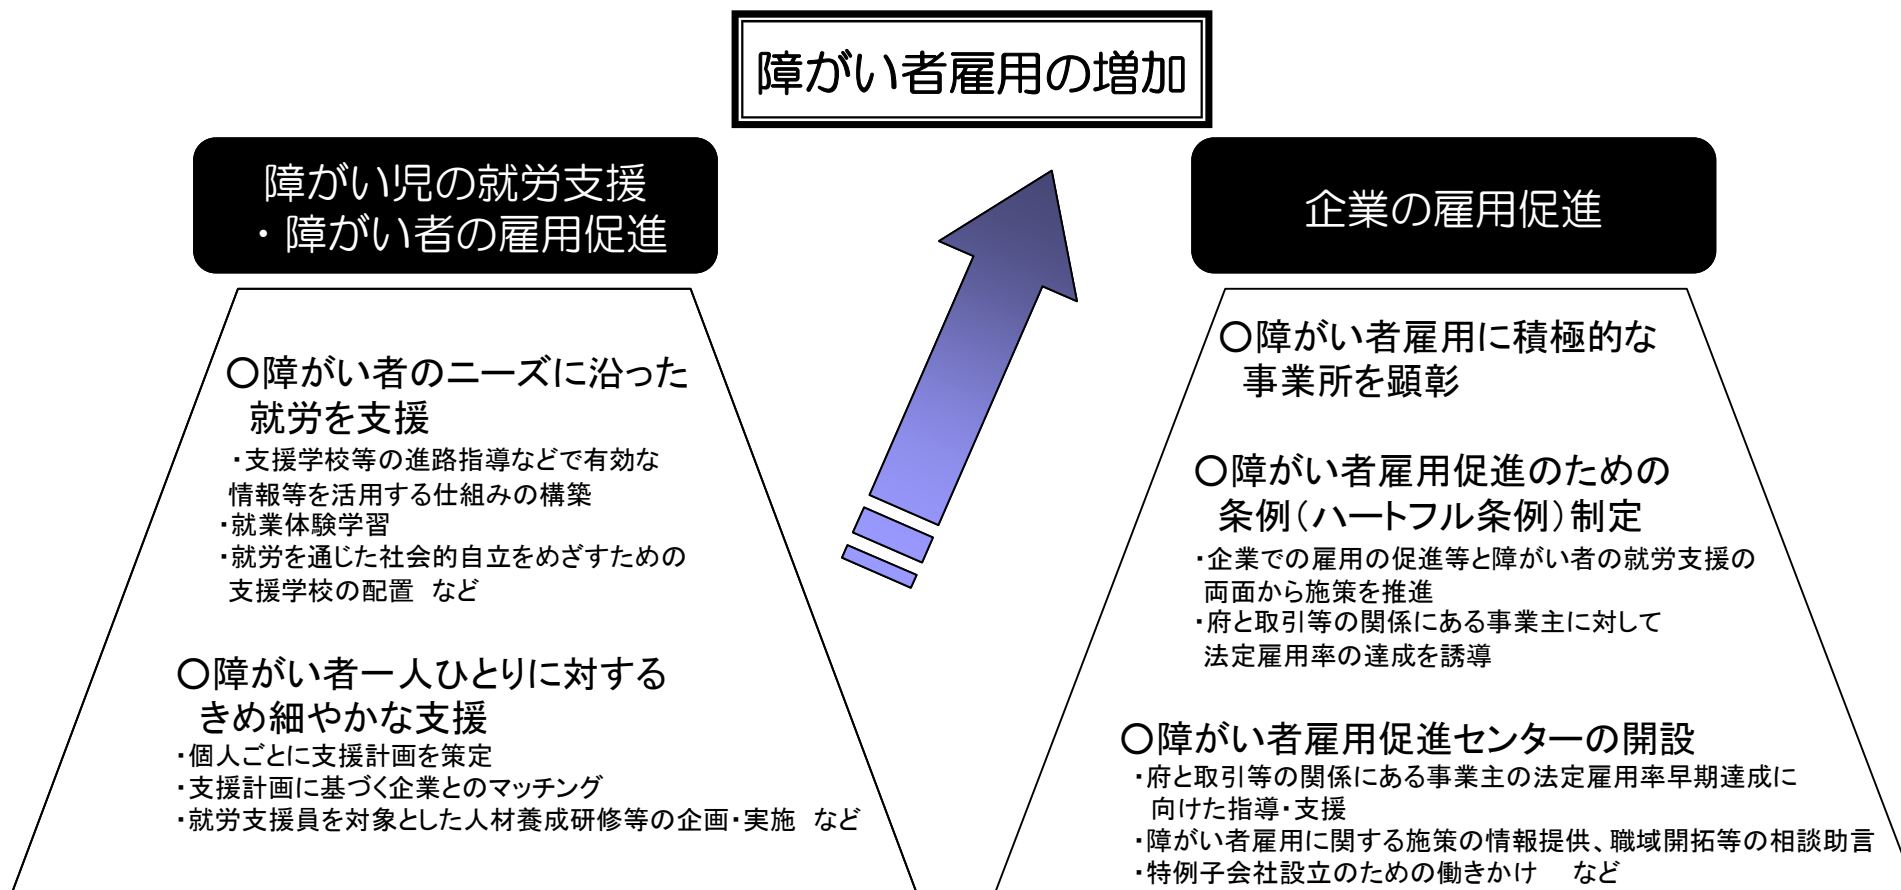 障がい者雇用の増加
障がい児の就労支援
・障がい者の雇用促進
〇障がい者のニーズに沿った
就労を支援
・支援学校等の進路指導などで有効な
情報等を活用する仕組みの構築
・就業体験学習
・就労を通じた社会的自立をめざすための
支援学校の配置 など
〇障がい者一人ひとりに対する
きめ細やかな支援
・個人ごとに支援計画を策定
・支援計画に基づく企業とのマッチング
・就労支援員を対象とした人材養成研修等の企画・実施 など
企業の雇用促進
〇障がい者雇用に積極的な
事業所を顕彰
〇障がい者雇用促進のための
条例(ハートフル条例)制定
・企業での雇用の促進等と障がい者の就労支援の
両面から施策を推進
・府と取引等の関係にある事業主に対して
法定雇用率の達成を誘導
〇障がい者雇用促進センターの開設
・府と取引等の関係にある事業主の法定雇用率早期達成に
向けた指導・支援
・障がい者雇用に関する施策の情報提供、職域開拓等の相談助言
・特例子会社設立のための働きかけ など